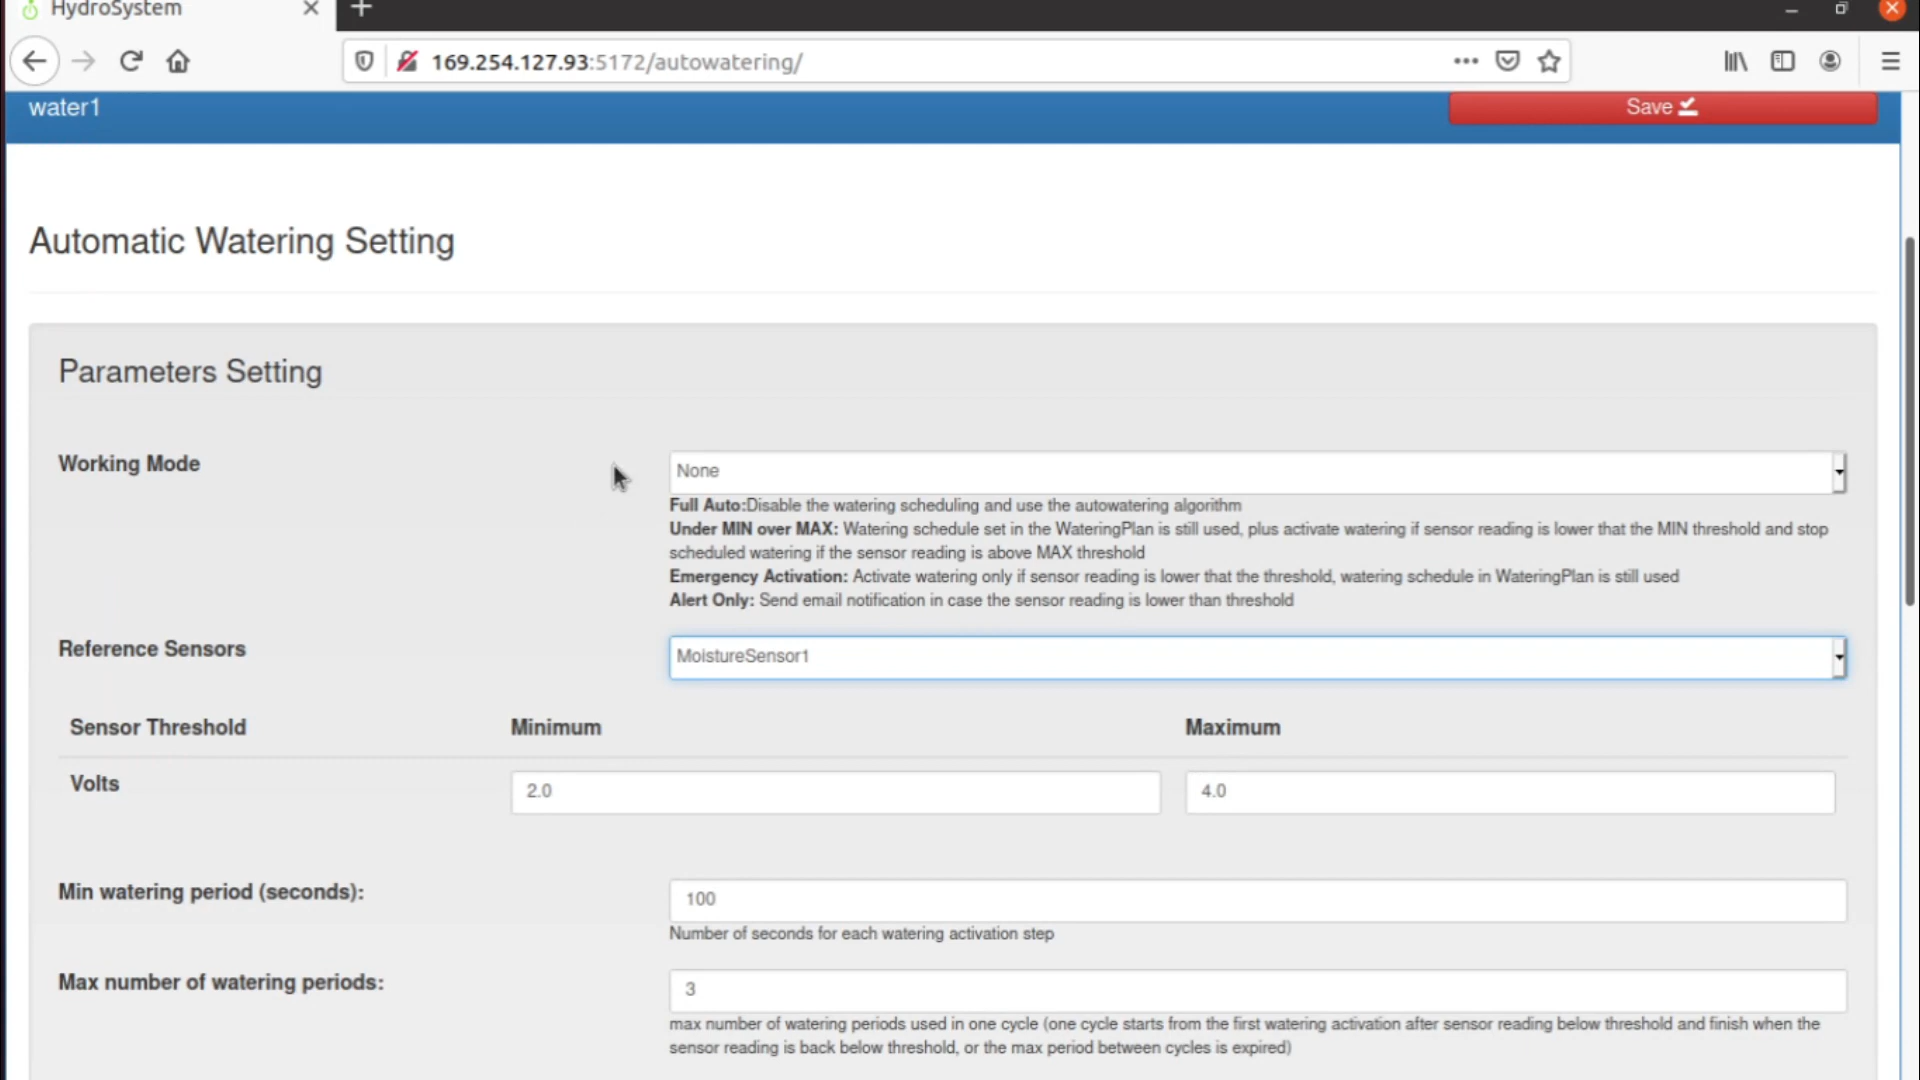 HydroSystem
169.254.127.93:5172/autowatering/
water1
Save
Automatic Watering Setting
Parameters Setting
Working Mode
None
Full Auto:Disable the watering scheduling and use the autowatering algorithm
Under MIN over MAX: Watering schedule set in the WateringPlan is still used, plus activate watering if sensor reading is lower that the MIN threshold and stop
scheduled watering if the sensor reading is above MAX threshold
Emergency Activation: Activate watering only if sensor reading is lower that the threshold, watering schedule in WateringPlan is still used
Alert Only: Send email notification in case the sensor reading is lower than threshold
Reference Sensors
MoistureSensor1
Sensor Threshold Minimum Maximum
Volts 2.0 4.0
Min watering period (seconds):
100
Number of seconds for each watering activation step
Max number of watering periods:
3
max number of watering periods used in one cycle (one cycle starts from the first watering activation after sensor reading below threshold and finish when the
sensor reading is back below threshold, or the max period between cycles is expired)